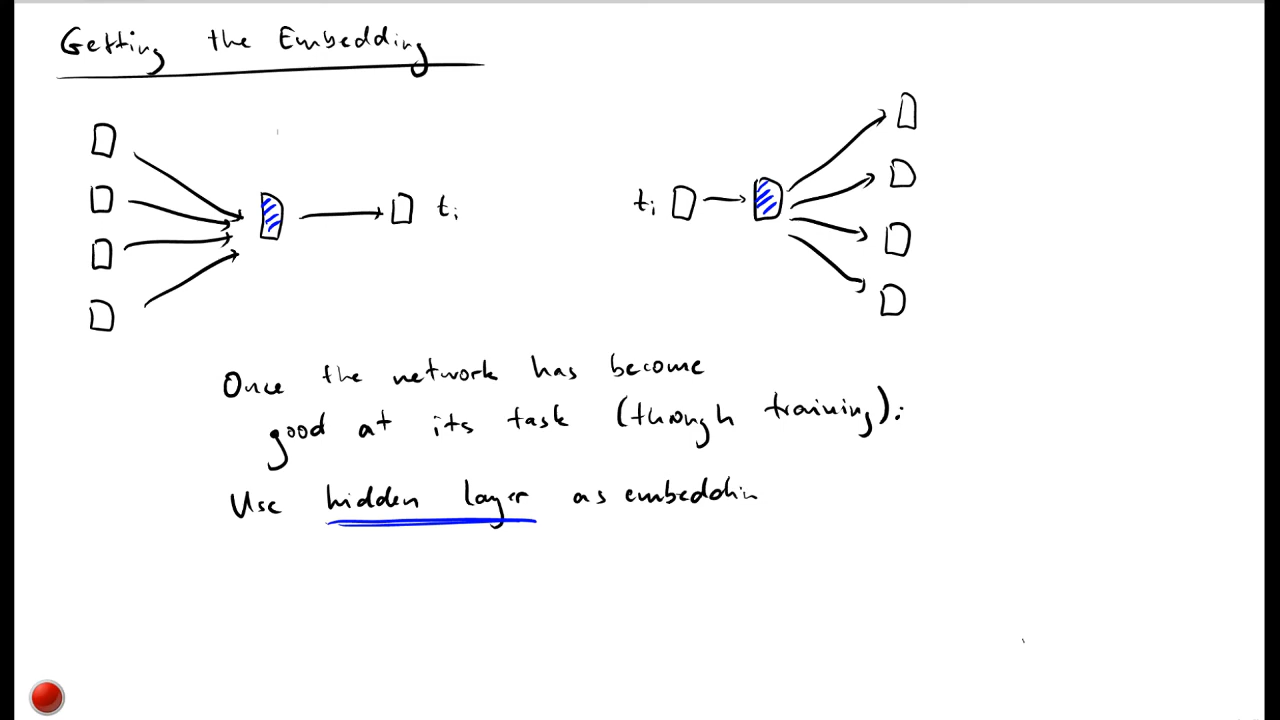 Getting the Embedding
ti
ti
Once the network has become
good at its task (though training):
Use hidden layer as embeddin